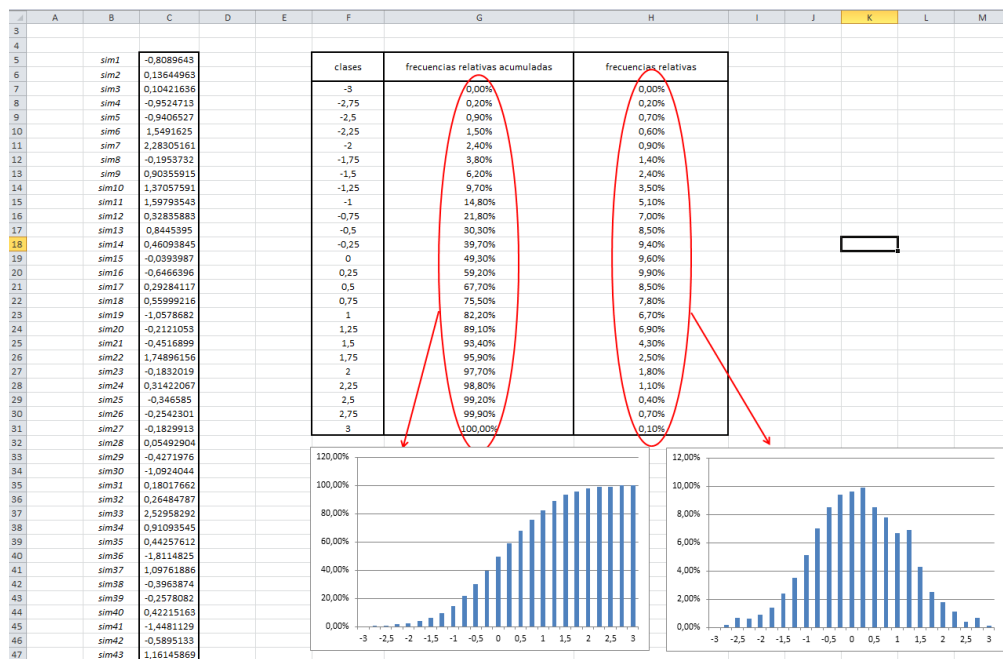 A B C D E F G H I J K L M
3
4
5 sim1 -0,8089643
6 sim2 0,13644963
clases frecuencias relativas acumuladas frecuencias relativas
7 sim3 0,10421636 -3 0,00% 0,00%
8 sim4 -0,9524713 -2,75 0,20% 0,20%
9 sim5 -0,9406527 -2,5 0,90% 0,70%
10 sim6 1,5491625 -2,25 1,50% 0,60%
11 sim7 2,28305161 -2 2,40% 0,90%
12 sim8 -0,1953732 -1,75 3,80% 1,40%
13 sim9 0,90355915 -1,5 6,20% 2,40%
14 sim10 1,37057591 -1,25 9,70% 3,50%
15 sim11 1,59793543 -1 14,80% 5,10%
16 sim12 0,32835883 -0,75 21,80% 7,00%
17 sim13 0,8445395 -0,5 30,30% 8,50%
18 sim14 0,46093845 -0,25 39,70% 9,40%
19 sim15 -0,0393987 0 49,30% 9,60%
20 sim16 -0,6466396 0,25 59,20% 9,90%
21 sim17 0,29284117 0,5 67,70% 8,50%
22 sim18 0,55999216 0,75 75,50% 7,80%
23 sim19 -1,0578682 1 82,20% 6,70%
24 sim20 -0,2121053 1,25 89,10% 6,90%
25 sim21 -0,4516899 1,5 93,40% 4,30%
26 sim22 1,74896156 1,75 95,90% 2,50%
27 sim23 -0,1832019 2 97,70% 1,80%
28 sim24 0,31422067 2,25 98,80% 1,10%
29 sim25 -0,346585 2,5 99,20% 0,40%
30 sim26 -0,2542301 2,75 99,90% 0,70%
31 sim27 -0,1829913 3 100,00% 0,10%
32 sim28 0,05492904
33 sim29 -0,4271976
34 sim30 -1,0924044
35 sim31 0,18017662
36 sim32 0,26484787
37 sim33 2,52958292
38 sim34 0,91093545
39 sim35 0,44257612
40 sim36 -1,8114825
41 sim37 1,09761886
42 sim38 -0,3963874
43 sim39 -0,2578082
44 sim40 0,42215163
45 sim41 -1,4481129
46 sim42 -0,5895133
47 sim43 1,16145869
120,00%
100,00%
80,00%
60,00%
40,00%
20,00%
0,00%
-3 -2,5 -2 -1,5 -1 -0,5 0 0,5 1 1,5 2 2,5 3
12,00%
10,00%
8,00%
6,00%
4,00%
2,00%
0,00%
-3 -2,5 -2 -1,5 -1 -0,5 0 0,5 1 1,5 2 2,5 3